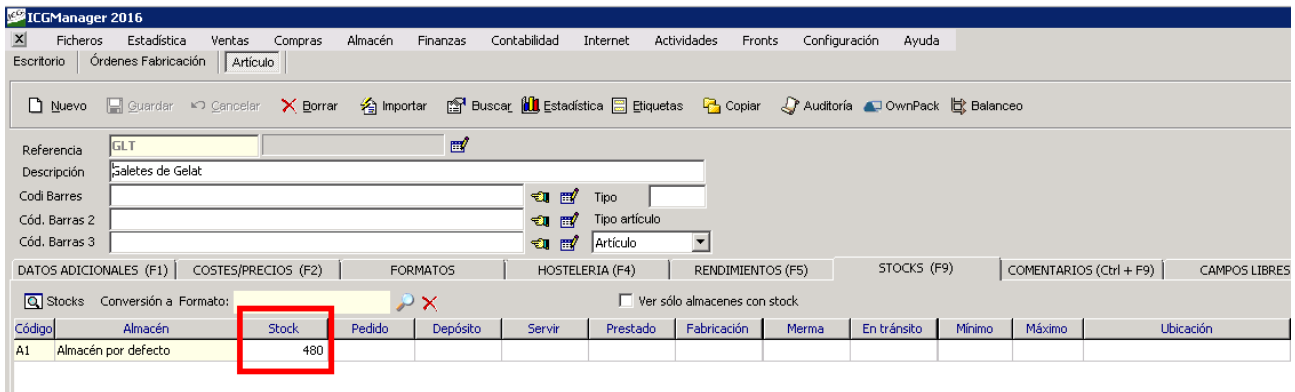 ICGManager 2016
X Ficheros Estadística Ventas Compras Almacén Finanzas Contabilidad Internet Actividades Fronts Configuración Ayuda
Escritorio Órdenes Fabricación Artículo
Nuevo Guardar Cancelar Borrar Importar Buscar Estadística Etiquetas Copiar Auditoría OwnPack Balanceo
Referencia GLT
Descripción Galetes de Gelat
Codi Barres Tipo
Cód. Barras 2 Tipo artículo
Cód. Barras 3 Artículo
DATOS ADICIONALES (F1) COSTES/PRECIOS (F2) FORMATOS HOSTELERIA (F4) RENDIMIENTOS (F5) STOCKS (F9) COMENTARIOS (Ctrl + F9) CAMPOS LIBRES
Stocks Conversión a Formato: Ver sólo almacenes con stock
Código Almacén Stock Pedido Depósito Servir Prestado Fabricación Merma En tránsito Mínimo Máximo Ubicación
A1 Almacén por defecto 480